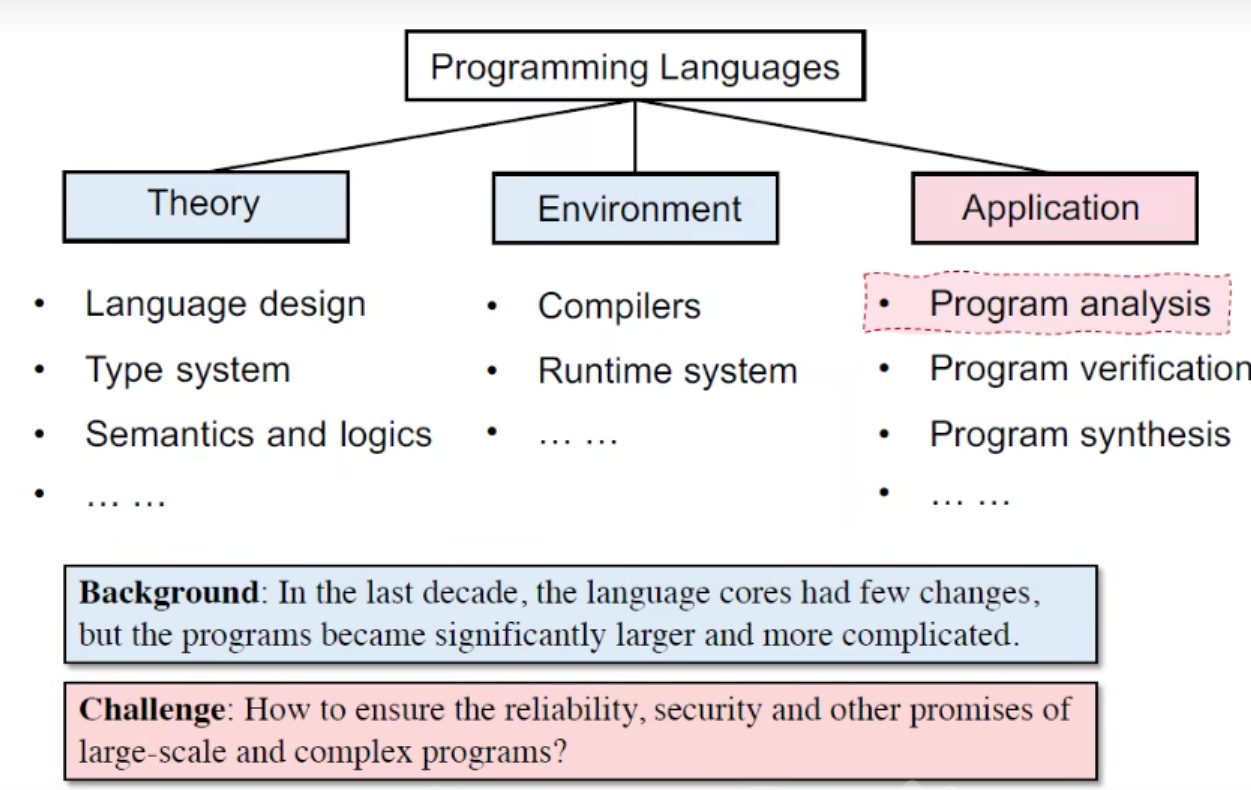 Programming Languages
Theory
Environment
Application
• Language design
• Type system
• Semantics and logics
• ... ...
• Compilers
• Runtime system
• ... ...
• Program analysis
• Program verification
• Program synthesis
• ... ...
Background: In the last decade, the language cores had few changes,
but the programs became significantly larger and more complicated.
Challenge: How to ensure the reliability, security and other promises of
large-scale and complex programs?